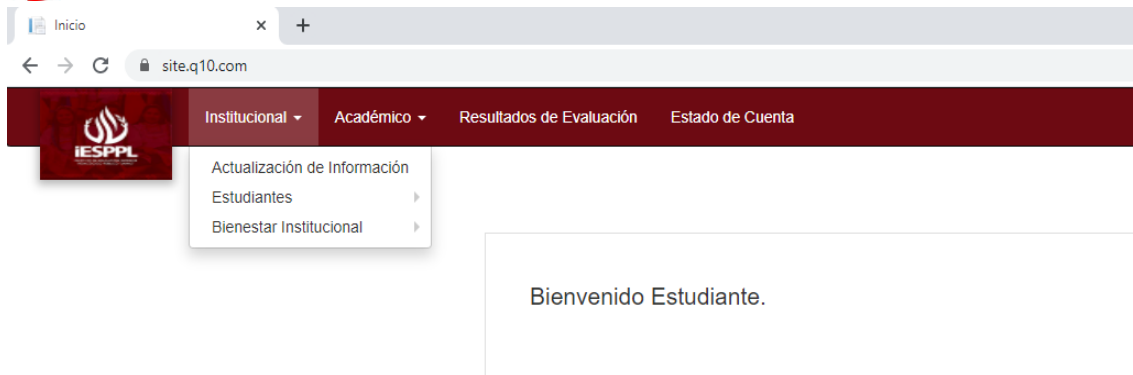 Inicio
site.q10.com
iESPPL
Institucional
Académico
Resultados de Evaluación
Estado de Cuenta
Actualización de Información
Estudiantes
Bienestar Institucional
Bienvenido Estudiante.